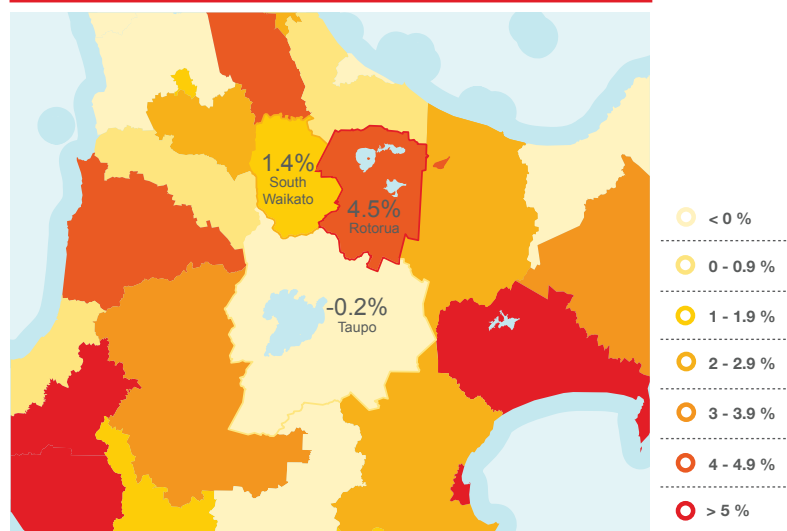 1.4%
South
Waikato
4.5%
Rotorua
-0.2%
Taupo
< 0 %
0 - 0.9 %
1 - 1.9 %
2 - 2.9 %
3 - 3.9 %
4 - 4.9 %
> 5 %